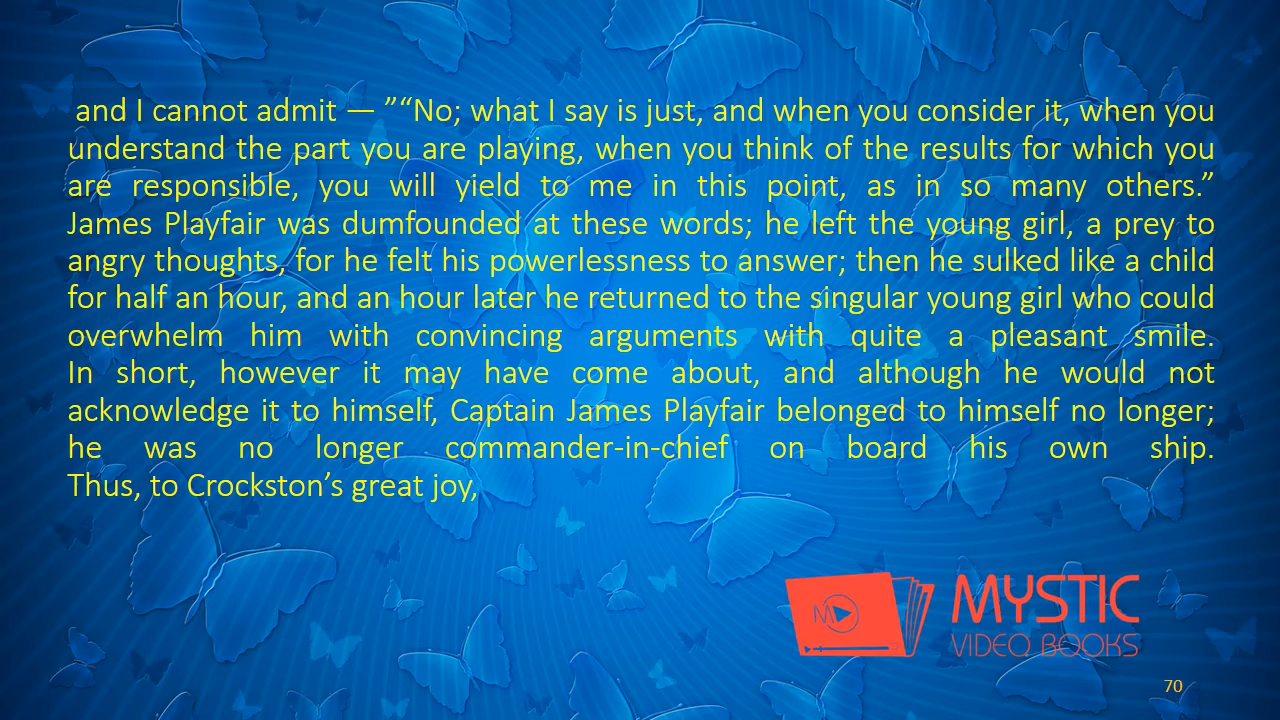 and I cannot admit — ”“No; what I say is just, and when you consider it, when you
understand the part you are playing, when you think of the results for which you
are responsible, you will yield to me in this point, as in so many others.”
James Playfair was dumfounded at these words; he left the young girl, a prey to
angry thoughts, for he felt his powerlessness to answer; then he sulked like a child
for half an hour, and an hour later he returned to the singular young girl who could
overwhelm him with convincing arguments with quite a pleasant smile.
In short, however it may have come about, and although he would not
acknowledge it to himself, Captain James Playfair belonged to himself no longer;
he was no longer commander-in-chief on board his own ship.
Thus, to Crockston’s great joy,
MYSTIC
VIDEO BOOKS
70